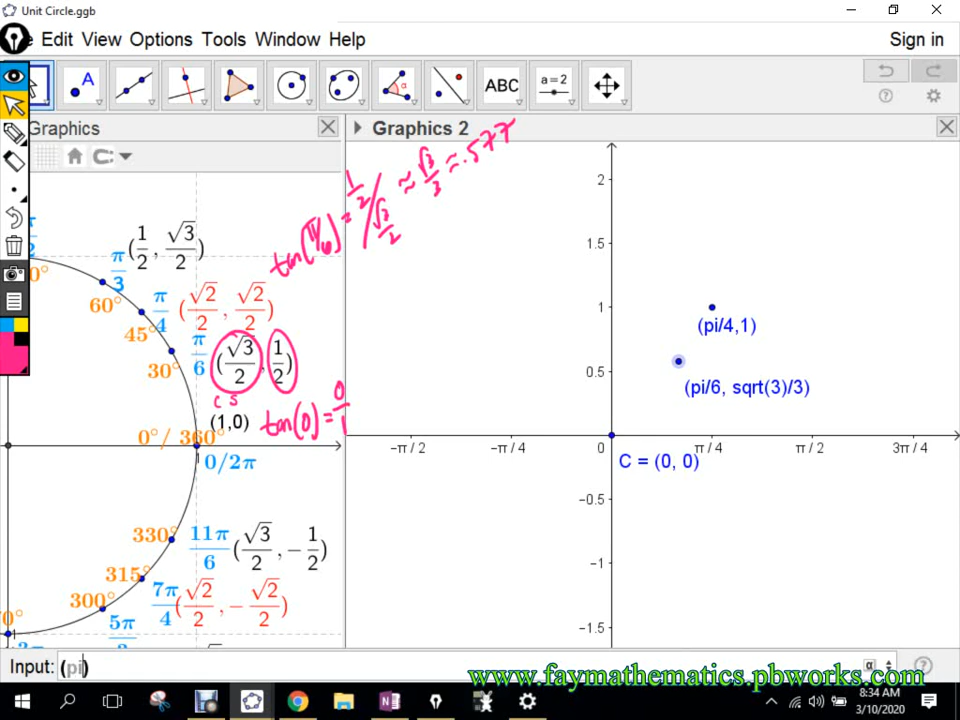 Unit Circle.ggb
Edit View Options Tools Window Help
Sign in
A
α
ABC
a = 2
Graphics
Graphics 2
tan(π/6) = 1/2 / √3/2 ≈ √3/3 ≈ .577
(1/2, √3/2)
π/3
60°
π/4
(√2/2, √2/2)
45°
π/6
(√3/2, 1/2)
30°
c s
(1,0)
tan(0) = 0/1
0°/ 360°
0/2π
330°
11π/6
(√3/2, −1/2)
315°
7π/4
(√2/2, −√2/2)
300°
2
1.5
1
(pi/4,1)
0.5
(pi/6, sqrt(3)/3)
−π / 2
−π / 4
0
π / 4
π / 2
3π / 4
C = (0, 0)
−0.5
−1
−1.5
Input: (pi)
α
www.faymathematics.pbworks.com
8:34 AM
3/10/2020